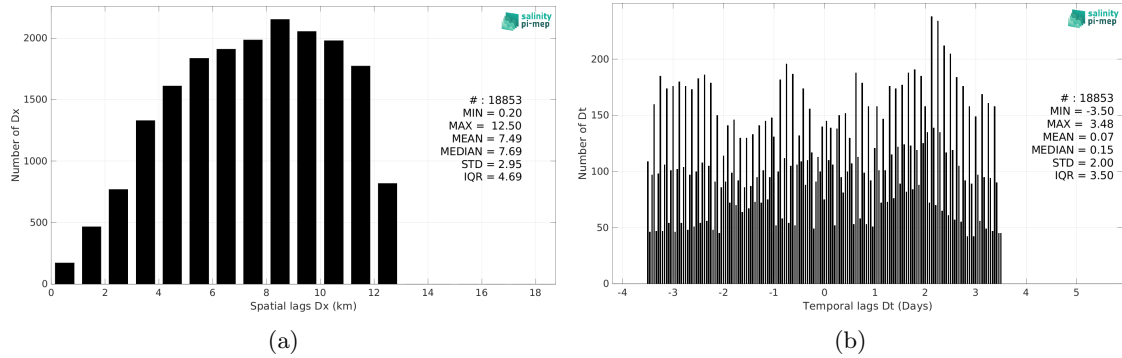 salinity
pi-mep
Number of Dx
2000
1500
1000
500
0
# : 18853
MIN = 0.20
MAX = 12.50
MEAN = 7.49
MEDIAN = 7.69
STD = 2.95
IQR = 4.69
0 2 4 6 8 10 12 14 16 18
Spatial lags Dx (km)
(a)
salinity
pi-mep
Number of Dt
200
150
100
50
0
# : 18853
MIN = -3.50
MAX = 3.48
MEAN = 0.07
MEDIAN = 0.15
STD = 2.00
IQR = 3.50
-4 -3 -2 -1 0 1 2 3 4 5
Temporal lags Dt (Days)
(b)